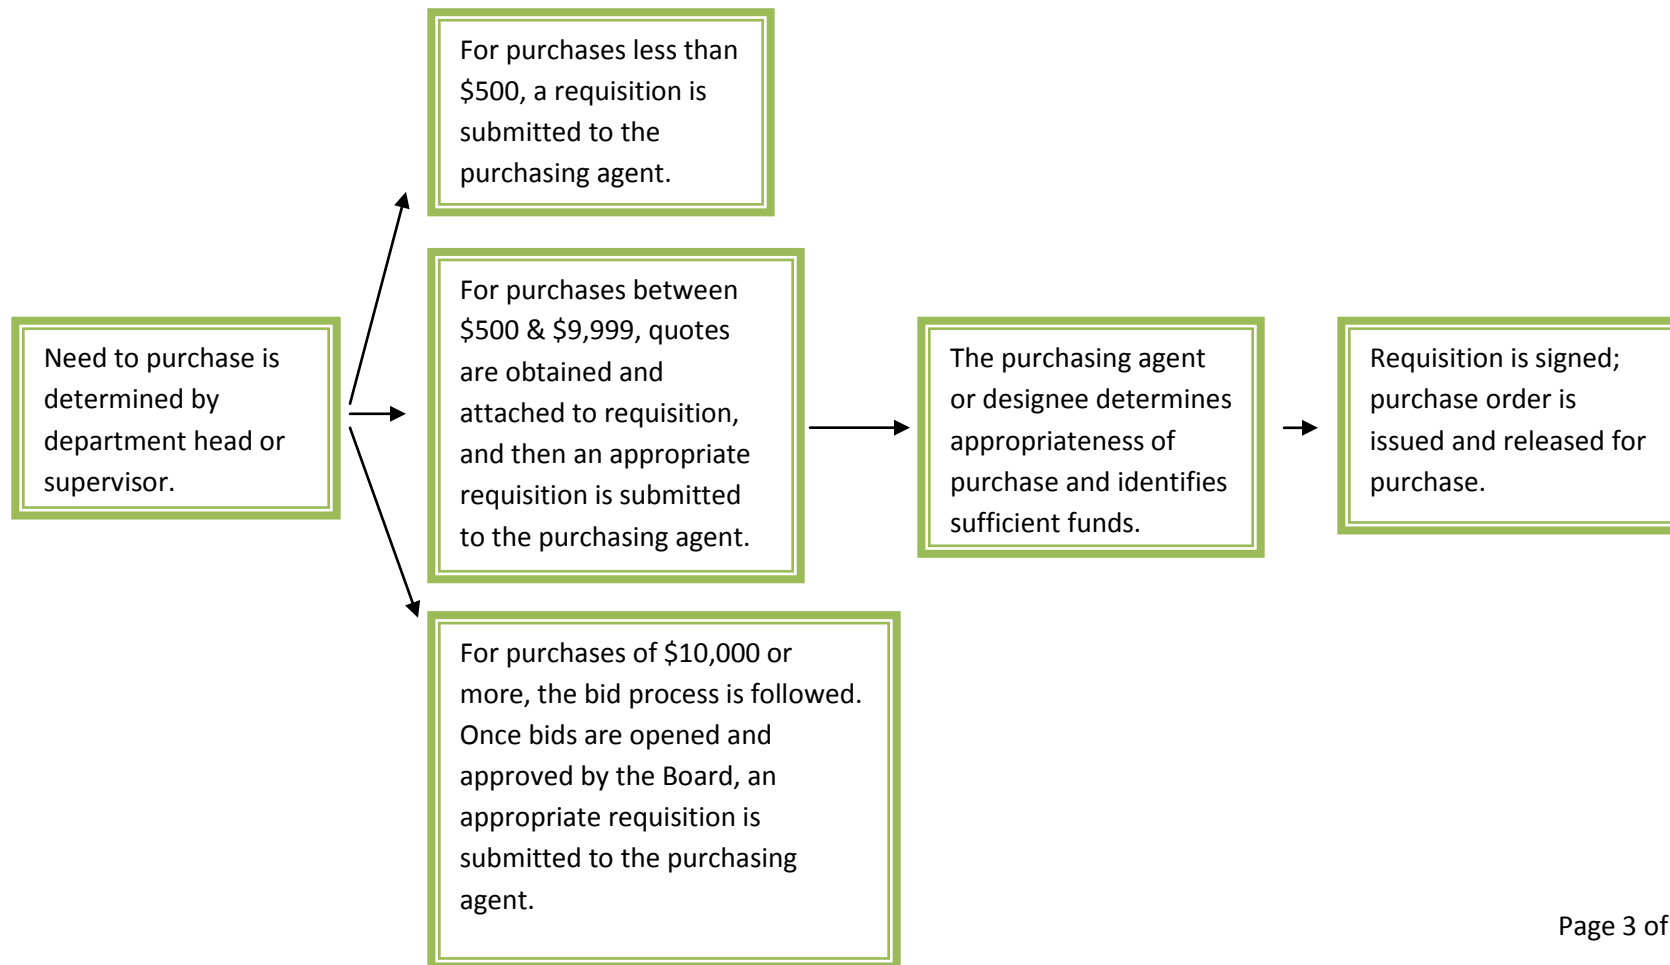 For purchases less than
$500, a requisition is
submitted to the
purchasing agent.
Need to purchase is
determined by
department head or
supervisor.
For purchases between
$500 & $9,999, quotes
are obtained and
attached to requisition,
and then an appropriate
requisition is submitted
to the purchasing agent.
The purchasing agent
or designee determines
appropriateness of
purchase and identifies
sufficient funds.
Requisition is signed;
purchase order is
issued and released for
purchase.
For purchases of $10,000 or
more, the bid process is followed.
Once bids are opened and
approved by the Board, an
appropriate requisition is
submitted to the purchasing
agent.
Page 3 of